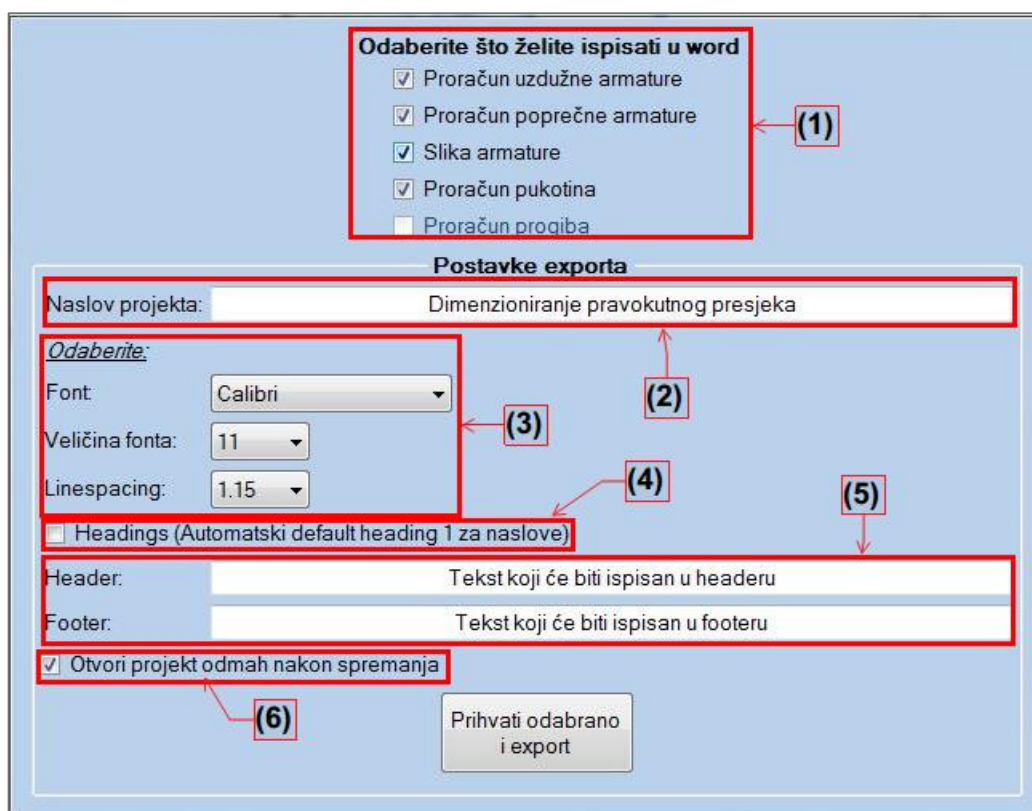 Odaberite što želite ispisati u word
Proračun uzdužne armature
Proračun poprečne armature
(1)
Slika armature
Proračun pukotina
Proračun progiba
Postavke exporta
Naslov projekta: Dimenzioniranje pravokutnog presjeka
(2)
Odaberite:
Font: Calibri
(3)
Veličina fonta: 11
Linespacing: 1.15
(4)
(5)
Headings (Automatski default heading 1 za naslove)
Header: Tekst koji će biti ispisan u headeru
Footer: Tekst koji će biti ispisan u footeru
Otvori projekt odmah nakon spremanja
(6)
Prihvati odabrano
i export